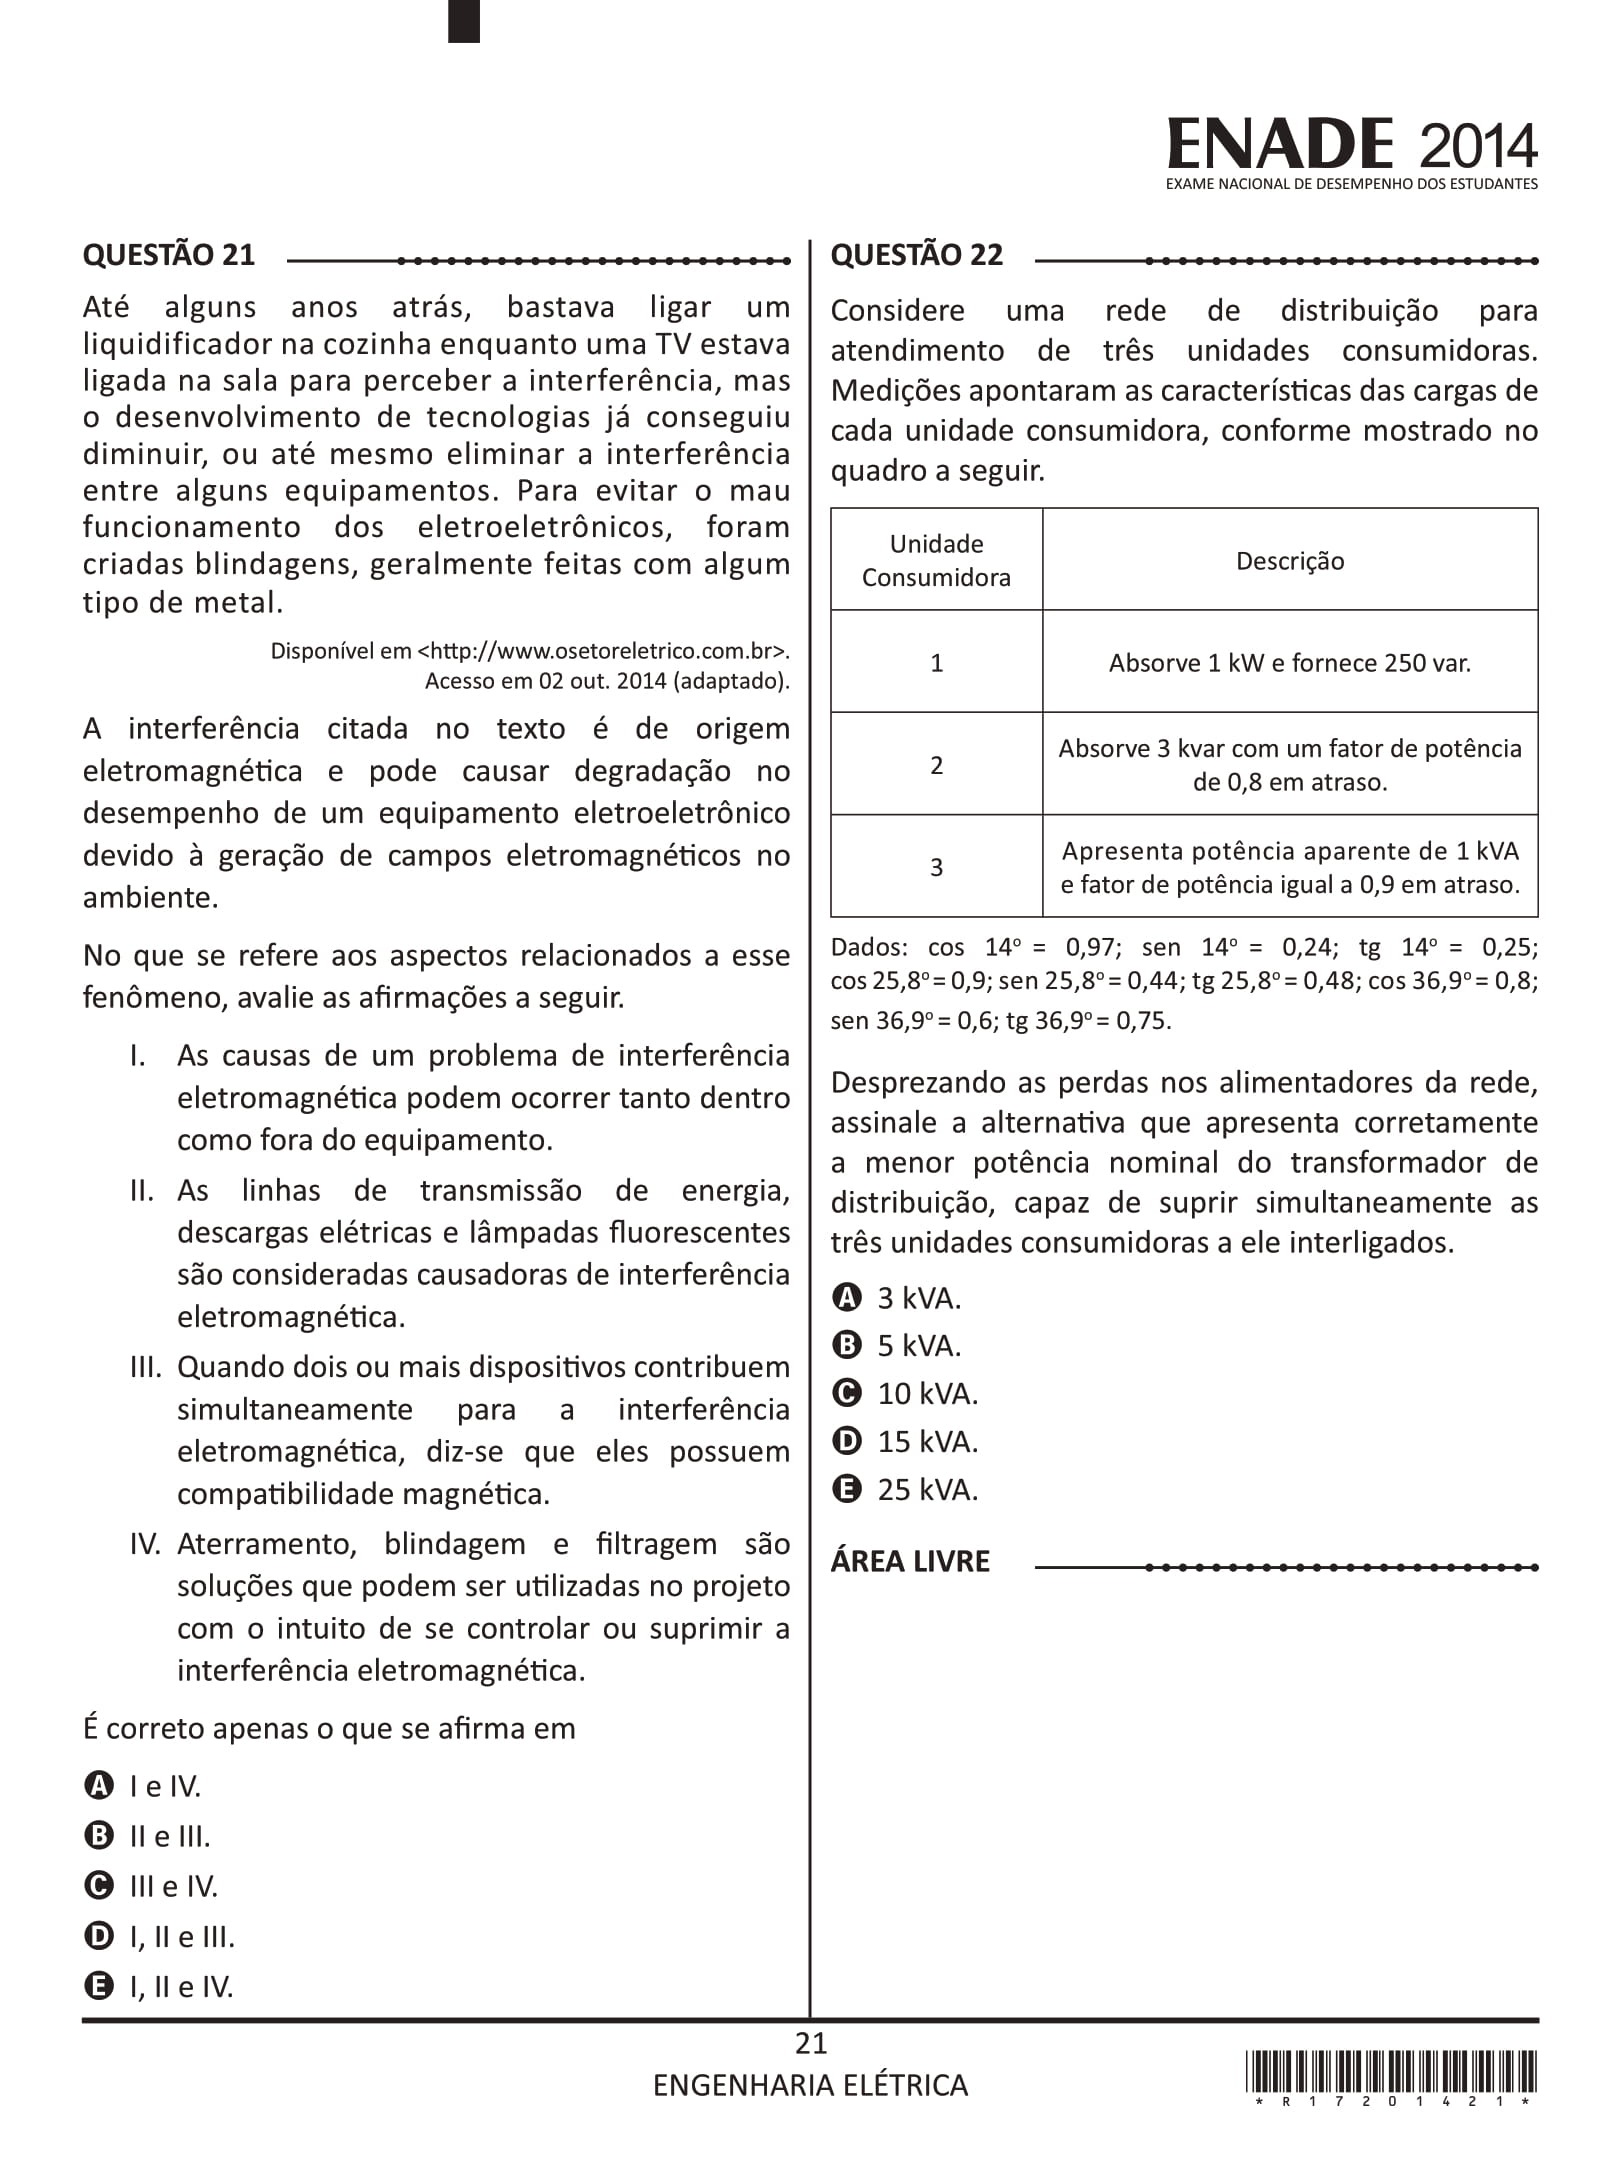 ENADE 2014
EXAME NACIONAL DE DESEMPENHO DOS ESTUDANTES
QUESTÃO 21
Até alguns anos atrás, bastava ligar um
liquidificador na cozinha enquanto uma TV estava
ligada na sala para perceber a interferência, mas
o desenvolvimento de tecnologias já conseguiu
diminuir, ou até mesmo eliminar a interferência
entre alguns equipamentos. Para evitar o mau
funcionamento dos eletroeletrônicos, foram
criadas blindagens, geralmente feitas com algum
tipo de metal.
Disponível em <http://www.osetoreletrico.com.br>.
Acesso em 02 out. 2014 (adaptado).
A interferência citada no texto é de origem
eletromagnética e pode causar degradação no
desempenho de um equipamento eletroeletrônico
devido à geração de campos eletromagnéticos no
ambiente.
No que se refere aos aspectos relacionados a esse
fenômeno, avalie as afirmações a seguir.
I. As causas de um problema de interferência
eletromagnética podem ocorrer tanto dentro
como fora do equipamento.
II. As linhas de transmissão de energia,
descargas elétricas e lâmpadas fluorescentes
são consideradas causadoras de interferência
eletromagnética.
III. Quando dois ou mais dispositivos contribuem
simultaneamente para a interferência
eletromagnética, diz-se que eles possuem
compatibilidade magnética.
IV. Aterramento, blindagem e filtragem são
soluções que podem ser utilizadas no projeto
com o intuito de se controlar ou suprimir a
interferência eletromagnética.
É correto apenas o que se afirma em
A I e IV.
B II e III.
C III e IV.
D I, II e III.
E I, II e IV.
QUESTÃO 22
Considere uma rede de distribuição para
atendimento de três unidades consumidoras.
Medições apontaram as características das cargas de
cada unidade consumidora, conforme mostrado no
quadro a seguir.
Unidade
Consumidora
Descrição
1
Absorve 1 kW e fornece 250 var.
2
Absorve 3 kvar com um fator de potência
de 0,8 em atraso.
3
Apresenta potência aparente de 1 kVA
e fator de potência igual a 0,9 em atraso.
Dados: cos 14º = 0,97; sen 14º = 0,24; tg 14º = 0,25;
cos 25,8º = 0,9; sen 25,8º = 0,44; tg 25,8º = 0,48; cos 36,9º = 0,8;
sen 36,9º = 0,6; tg 36,9º = 0,75.
Desprezando as perdas nos alimentadores da rede,
assinale a alternativa que apresenta corretamente
a menor potência nominal do transformador de
distribuição, capaz de suprir simultaneamente as
três unidades consumidoras a ele interligados.
A 3 kVA.
B 5 kVA.
C 10 kVA.
D 15 kVA.
E 25 kVA.
ÁREA LIVRE
21
ENGENHARIA ELÉTRICA
*R17201421*